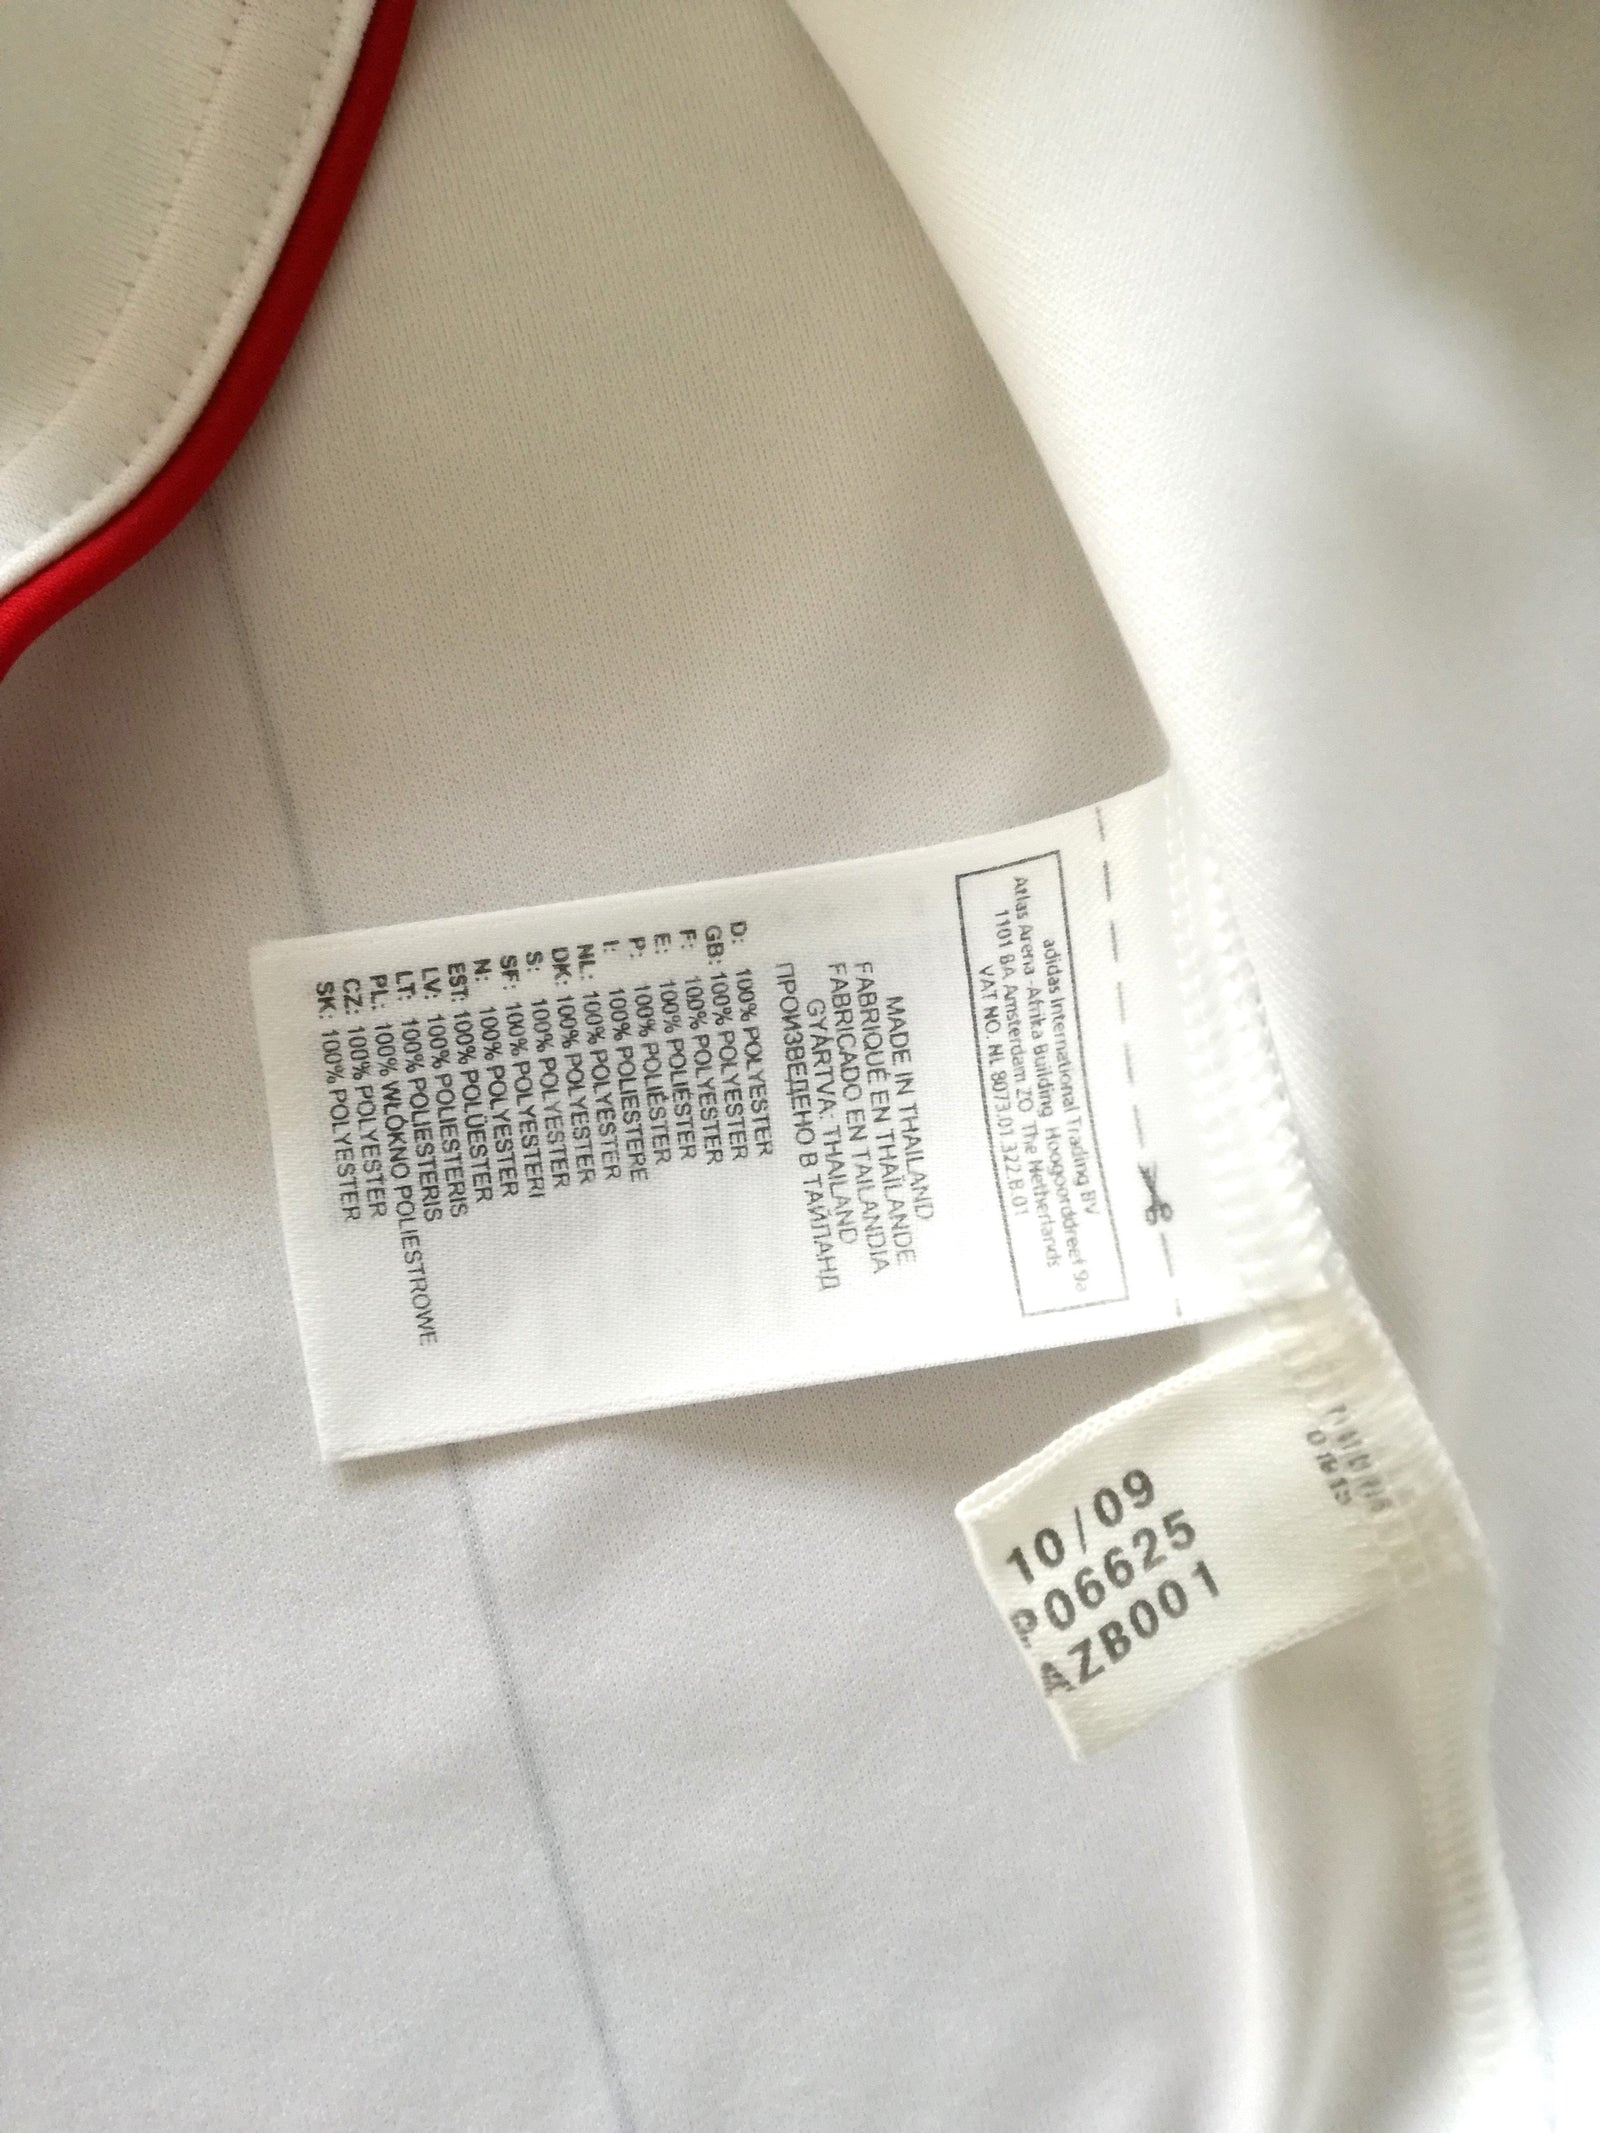 adidas International Trading BV
Atlas Arena - Afrika Building Hoogoorddreef 9a
1101 BA Amsterdam ZO The Netherlands
VAT NO. NL 8073.01.322.B.01
MADE IN THAILAND
FABRIQUÉ EN THAÏLANDE
FABRICADO EN TAILANDIA
GYÁRTVA: THAILAND
ПРОИЗВЕДЕНО В ТАЙЛАНД
D: 100% POLYESTER
GB: 100% POLYESTER
F: 100% POLYESTER
E: 100% POLIÉSTER
P: 100% POLIÉSTER
I: 100% POLIESTERE
NL: 100% POLYESTER
DK: 100% POLYESTER
S: 100% POLYESTER
SF: 100% POLYESTERI
N: 100% POLYESTER
EST: 100% POLÜESTER
LV: 100% POLIESTERIS
LT: 100% POLIESTERIS
PL: 100% WŁÓKNO POLIESTROWE
CZ: 100% POLYESTER
SK: 100% POLYESTER
10/09